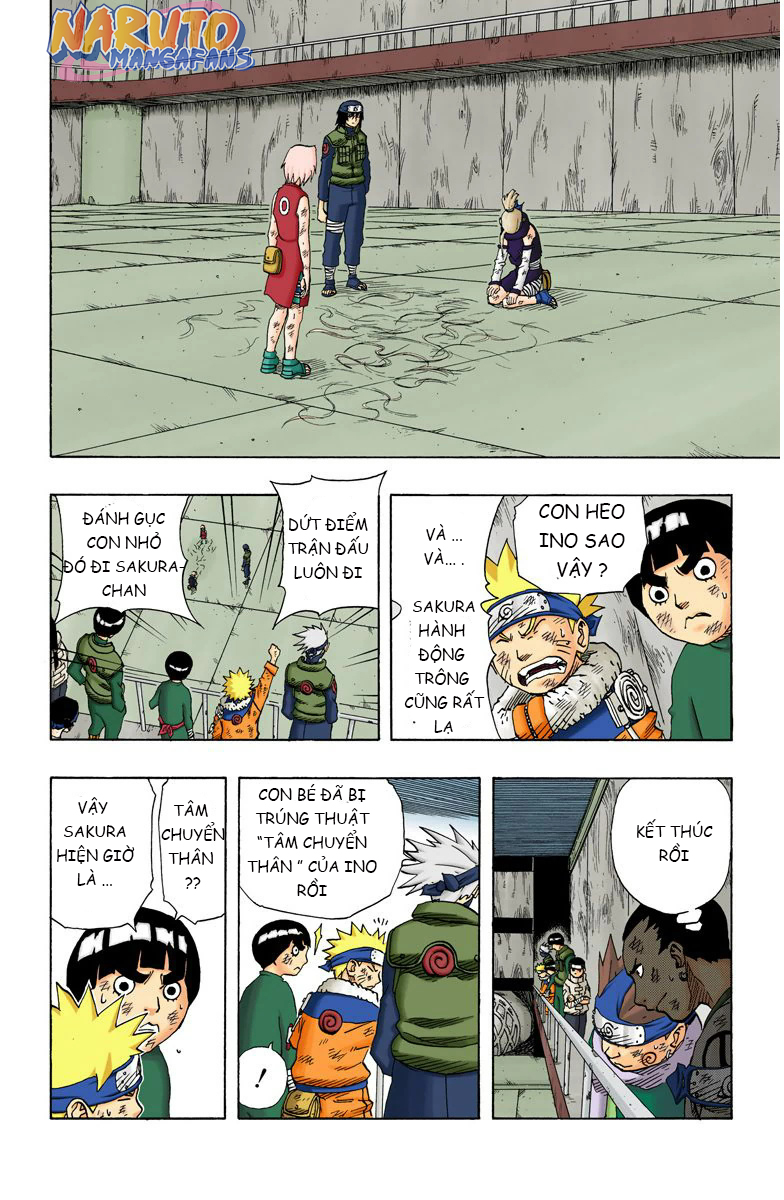 NARUTO
MANGAFANS
DỨT ĐIỂM
TRẬN ĐẤU
LUÔN ĐI
ĐÁNH GỤC
CON NHỎ
ĐÓ ĐI SAKURA-
CHAN
CON HEO
INO SAO
VẬY ?
VÀ ...
VÀ... .
SAKURA
HÀNH
ĐỘNG
TRÔNG
CŨNG RẤT
LẠ
KẾT THÚC
RỒI
CON BÉ ĐÃ BỊ
TRÚNG THUẬT
“TÂM CHUYỂN
THÂN ” CỦA INO
RỒI
!
TÂM
CHUYỂN
THÂN
??
VẬY
SAKURA
HIỆN GIỜ
LÀ ...